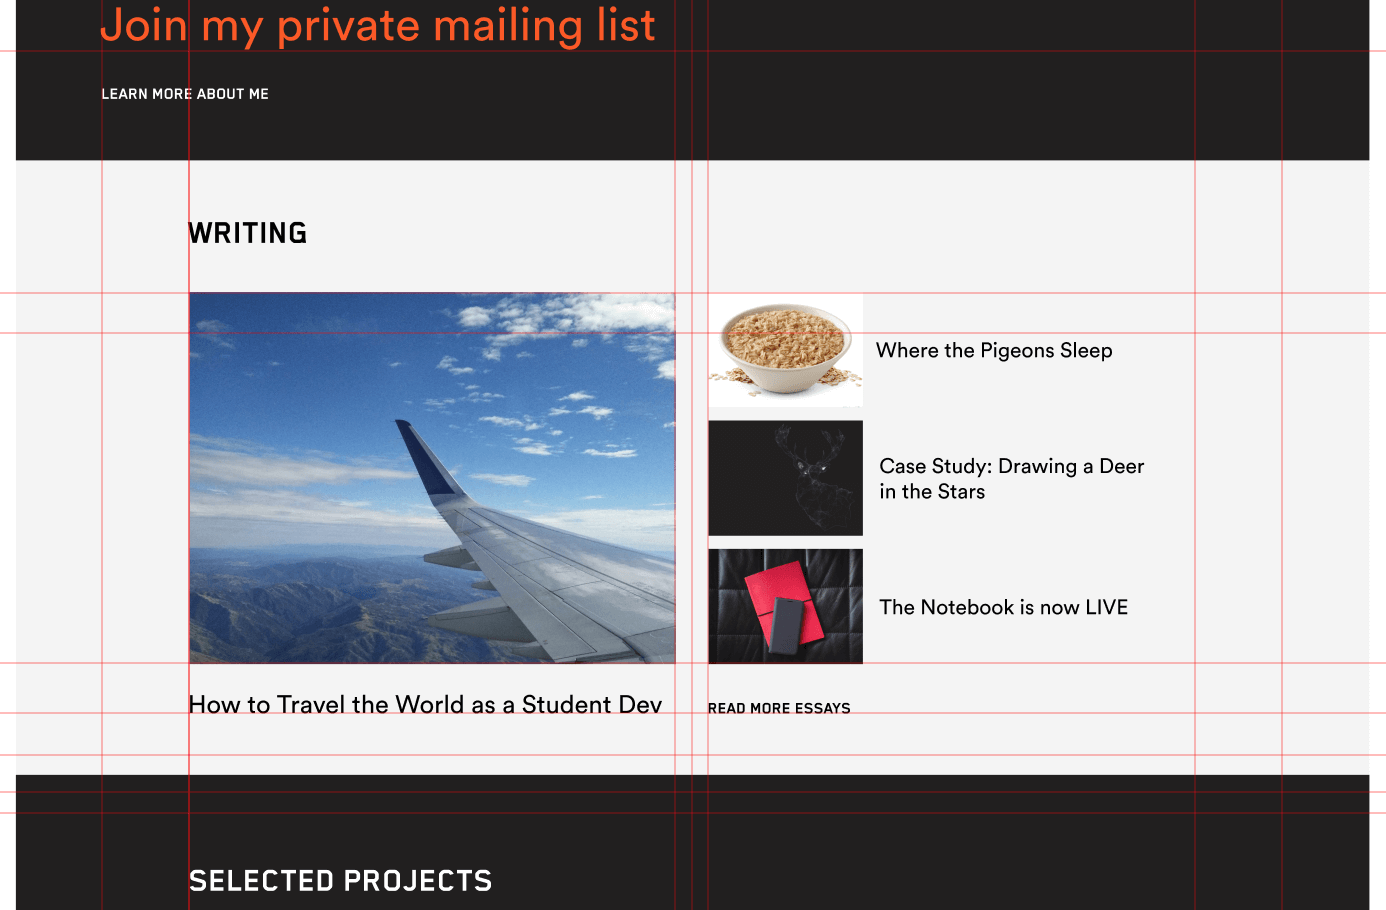 Join my private mailing list
LEARN MORE ABOUT ME
WRITING
Where the Pigeons Sleep
Case Study: Drawing a Deer
in the Stars
The Notebook is now LIVE
How to Travel the World as a Student Dev
READ MORE ESSAYS
SELECTED PROJECTS